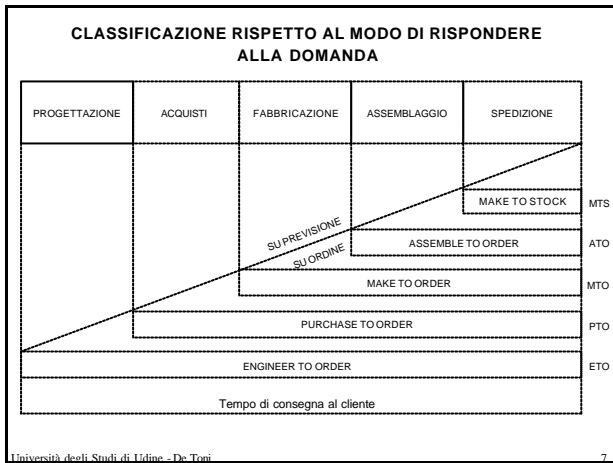 CLASSIFICAZIONE RISPETTO AL MODO DI RISPONDERE
ALLA DOMANDA
PROGETTAZIONE ACQUISTI FABBRICAZIONE ASSEMBLAGGIO SPEDIZIONE
MAKE TO STOCK MTS
SU PREVISIONE
SU ORDINE
ASSEMBLE TO ORDER ATO
MAKE TO ORDER MTO
PURCHASE TO ORDER PTO
ENGINEER TO ORDER ETO
Tempo di consegna al cliente
Università degli Studi di Udine - De Toni 7